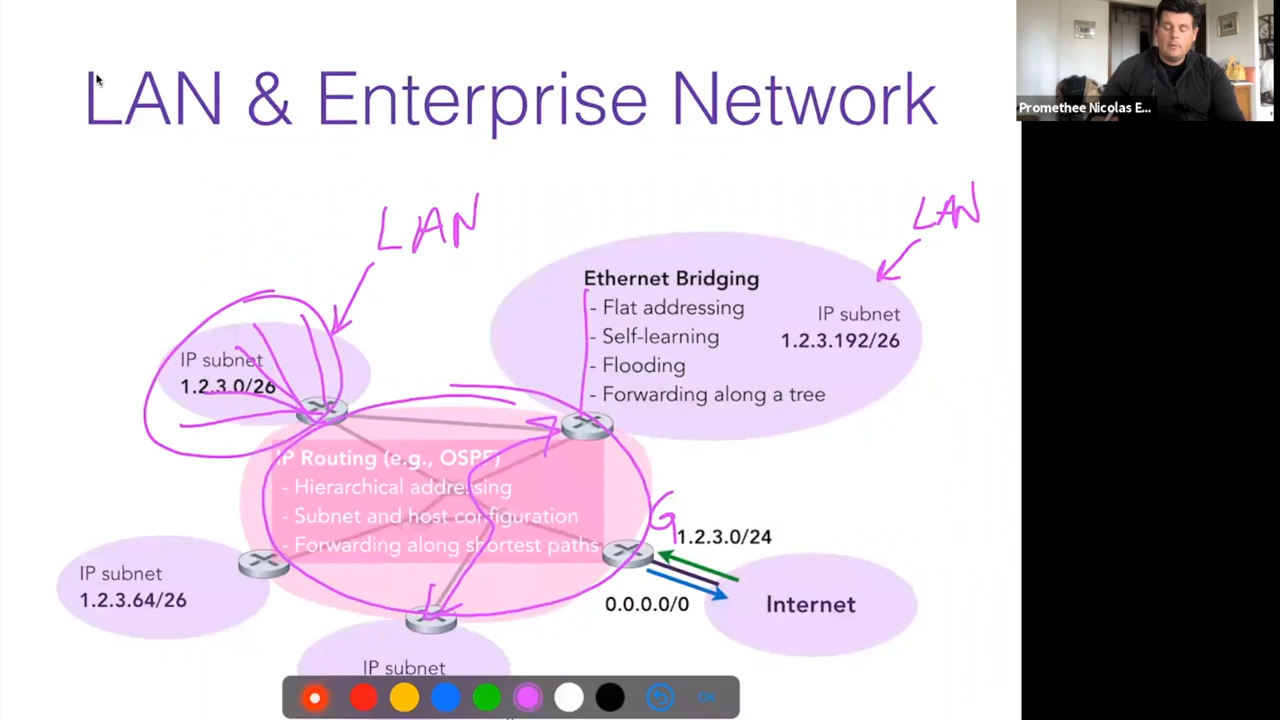 LAN & Enterprise Network
Promethee Nicolas E...
LAN
LAN
Ethernet Bridging
- Flat addressing
- Self-learning
- Flooding
- Forwarding along a tree
IP subnet
1.2.3.192/26
IP subnet
1.2.3.0/26
IP Routing (e.g., OSPF)
- Hierarchical addressing
- Subnet and host configuration
- Forwarding along shortest paths
G
1.2.3.0/24
IP subnet
1.2.3.64/26
0.0.0.0/0
Internet
IP subnet
OK